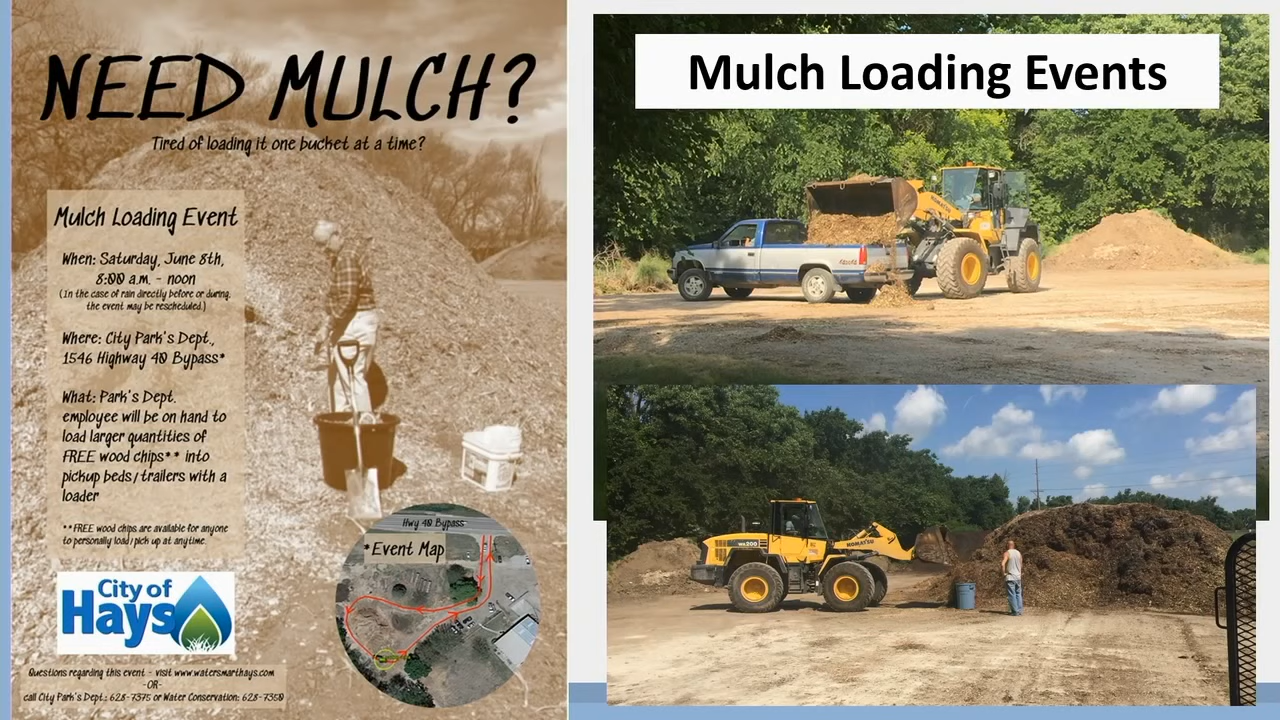 NEED MULCH?
Tired of loading it one bucket at a time?
Mulch Loading Event
When: Saturday, June 8th,
8:00 a.m. - noon
(In the case of rain directly before or during,
the event may be rescheduled.)
Where: City Park's Dept.,
1546 Highway 40 Bypass*
What: Park's Dept.
employee will be on hand to
load larger quantities of
FREE wood chips** into
pickup beds/trailers with a
loader
**FREE wood chips are available for anyone
to personally load/pick up at anytime.
City of
Hays
Questions regarding this event - visit www.watersmarthays.com
-OR-
call City Park's Dept.: 628-7375 or Water Conservation: 628-7350
Hwy 40 Bypass
*Event Map
Mulch Loading Events
KOMATSU
WA200
KOMATSU